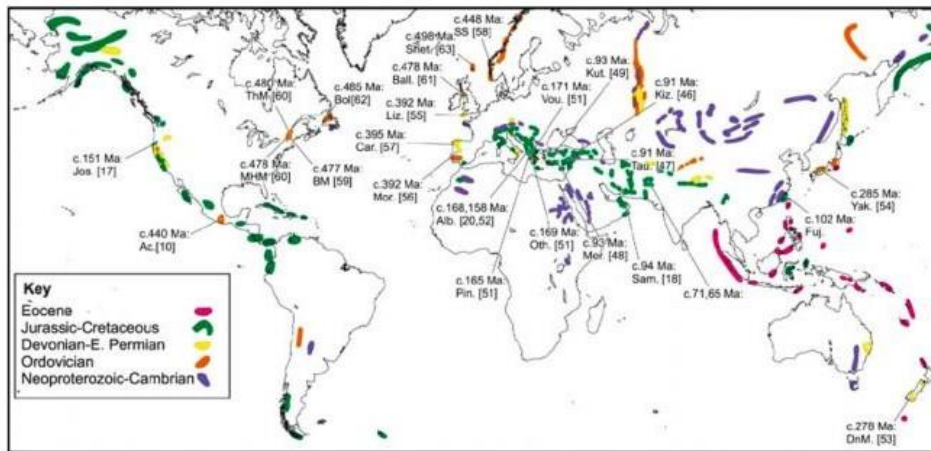 c.448 Ma:
SS [58]
c.498Ma:
Shet. [63]
c.478 Ma:
Ball. [61]
c.392 Ma:
Liz. [55]
c.395 Ma:
Car. [57]
c.392 Ma:
Mor. [56]
c.480 Ma:
ThM [60]
c.485 Ma:
BoI[62]
c.478 Ma:
MHM [60]
c.477 Ma:
BM [59]
c.151 Ma:
Jos. [17]
c.440 Ma:
Ac.[10]
c.93 Ma:
Kut. [49]
c.171 Ma:
Vou. [51]
c.91 Ma:
Kiz. [46]
c.91 Ma:
Tau. [47]
c.168,158 Ma:
Alb. [20,52]
c.165 Ma:
Pin. [51]
c.169 Ma:
Oth. [51]
c.93 Ma:
Mer. [48]
c.94 Ma:
Sam. [18]
c.71,65 Ma:
c.285 Ma:
Yak. [54]
c.102 Ma:
Fuj.
c.278 Ma:
DnM. [53]
Key
Eocene
Jurassic-Cretaceous
Devonian-E. Permian
Ordovician
Neoproterozoic-Cambrian